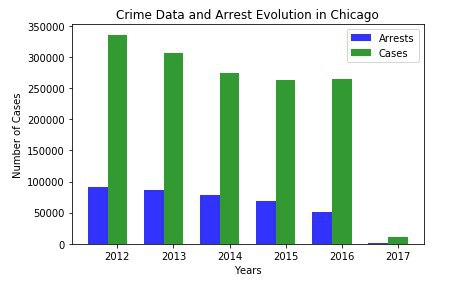 Crime Data and Arrest Evolution in Chicago
350000
300000
250000
200000
150000
100000
50000
0
Number of Cases
Arrests
Cases
2012 2013 2014 2015 2016 2017
Years